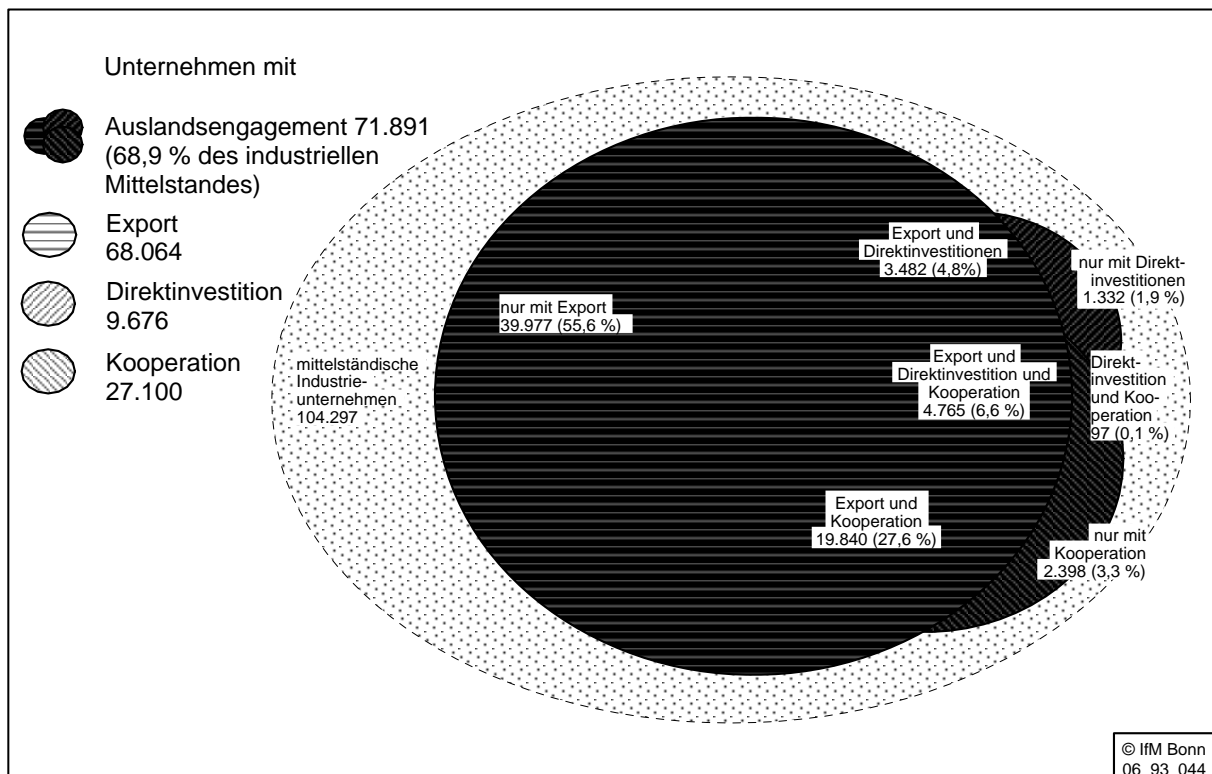 Unternehmen mit
Auslandsengagement 71.891
(68,9 % des industriellen
Mittelstandes)
Export
68.064
Direktinvestition
9.676
Kooperation
27.100
mittelständische
Industrie-
unternehmen
104.297
nur mit Export
39.977 (55,6 %)
Export und
Direktinvestitionen
3.482 (4,8%)
nur mit Direkt-
investitionen
1.332 (1,9 %)
Export und
Direktinvestition und
Kooperation
4.765 (6,6 %)
Direkt-
investition
und Koo-
peration
97 (0,1 %)
Export und
Kooperation
19.840 (27,6 %)
nur mit
Kooperation
2.398 (3,3 %)
© IfM Bonn
06 93 044